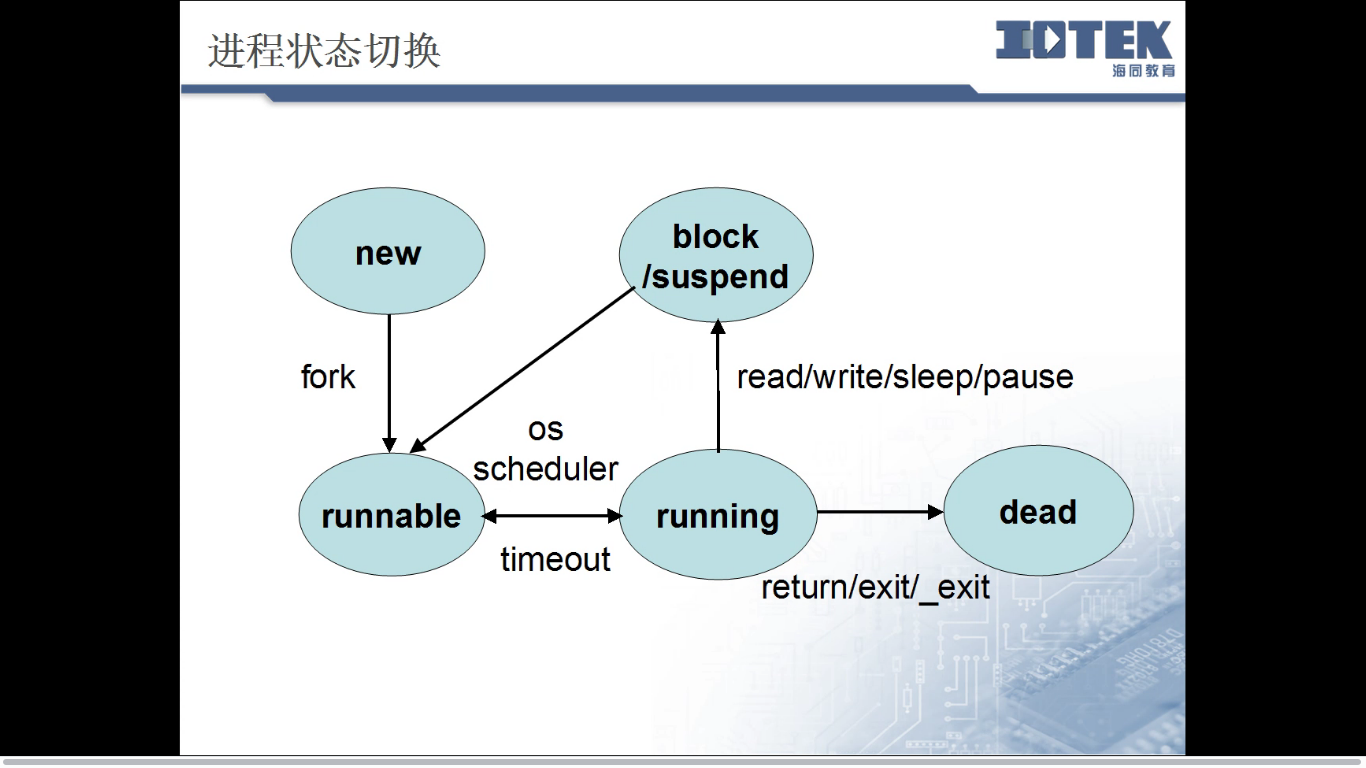 进程状态切换
IOTEK
海同教育
new
block
/suspend
fork
read/write/sleep/pause
os
scheduler
runnable
running
dead
timeout
return/exit/_exit